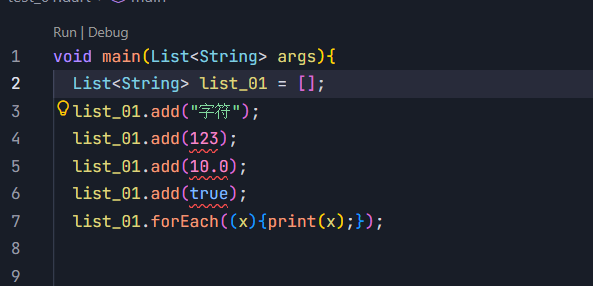 Run | Debug
1 void main(List<String> args){
2 List<String> list_01 = [];
3 list_01.add("字符");
4 list_01.add(123);
5 list_01.add(10.0);
6 list_01.add(true);
7 list_01.forEach((x){print(x);});
8
9